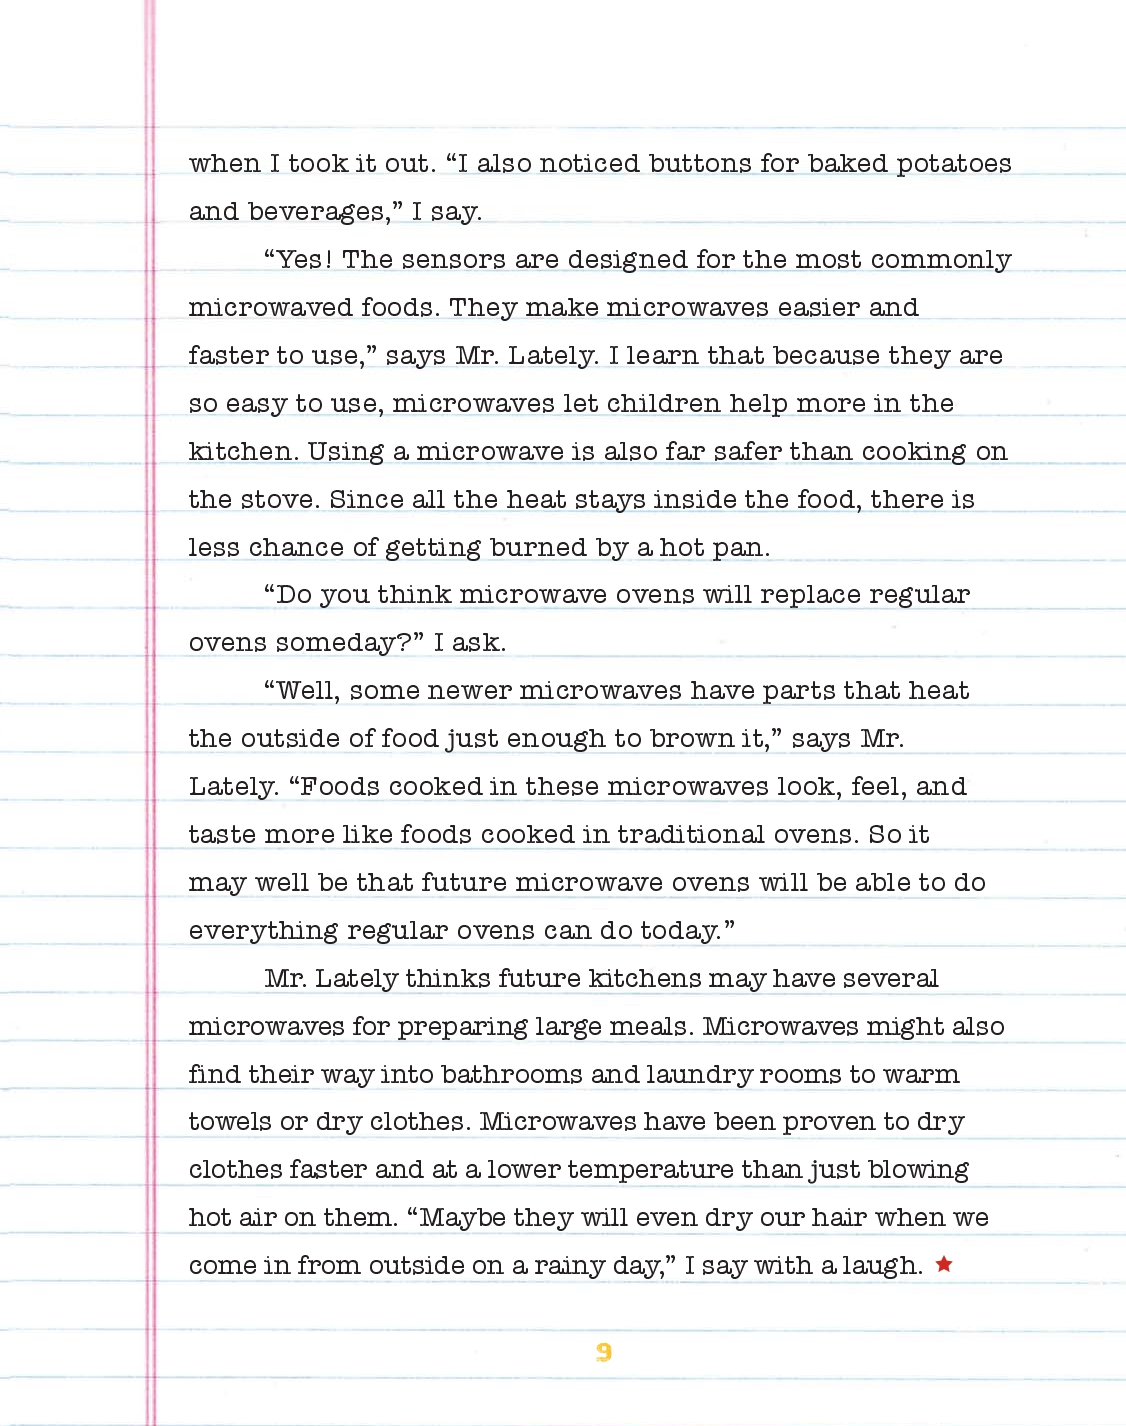 when I took it out. “I also noticed buttons for baked potatoes
and beverages,” I say.
“Yes! The sensors are designed for the most commonly
microwaved foods. They make microwaves easier and
faster to use,” says Mr. Lately. I learn that because they are
so easy to use, microwaves let children help more in the
kitchen. Using a microwave is also far safer than cooking on
the stove. Since all the heat stays inside the food, there is
less chance of getting burned by a hot pan.
“Do you think microwave ovens will replace regular
ovens someday?” I ask.
“Well, some newer microwaves have parts that heat
the outside of food just enough to brown it,” says Mr.
Lately. “Foods cooked in these microwaves look, feel, and
taste more like foods cooked in traditional ovens. So it
may well be that future microwave ovens will be able to do
everything regular ovens can do today.”
Mr. Lately thinks future kitchens may have several
microwaves for preparing large meals. Microwaves might also
find their way into bathrooms and laundry rooms to warm
towels or dry clothes. Microwaves have been proven to dry
clothes faster and at a lower temperature than just blowing
hot air on them. “Maybe they will even dry our hair when we
come in from outside on a rainy day,” I say with a laugh. ★
9